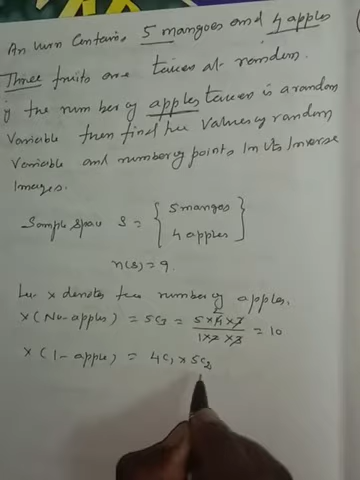 An Urn Contains 5 mangoes and 4 apples
Three fruits are taken at random.
If the number of apples taken is a random
Variable then find the Values of random
Variable and number of points in its Inverse
Images.
Sample space S = { 5 mangoes
4 apples }
n(s) = 9.
Let x denotes the number of apples.
x (No-apples) = 5C3 = 5×4×3 / 1×2×3 = 10
x (1-apple) = 4C1 × 5C2